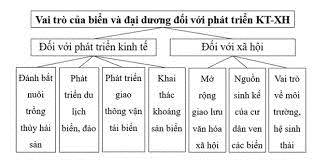 Vai trò của biển và đại dương đối với phát triển KT-XH
Đối với phát triển kinh tế
Đối với xã hội
Đánh bắt
nuôi
trồng
thủy hải
sản
Phát
triển du
lịch
biển, đảo
Phát triển
giao
thông vận
tải biển
Khai
thác
khoáng
sản biển
Mở
rộng
giao lưu
văn hóa
xã hội
Nguồn
sinh kế
của cư
dân ven
các biển
Vai trò
về môi
trường,
hệ sinh
thái